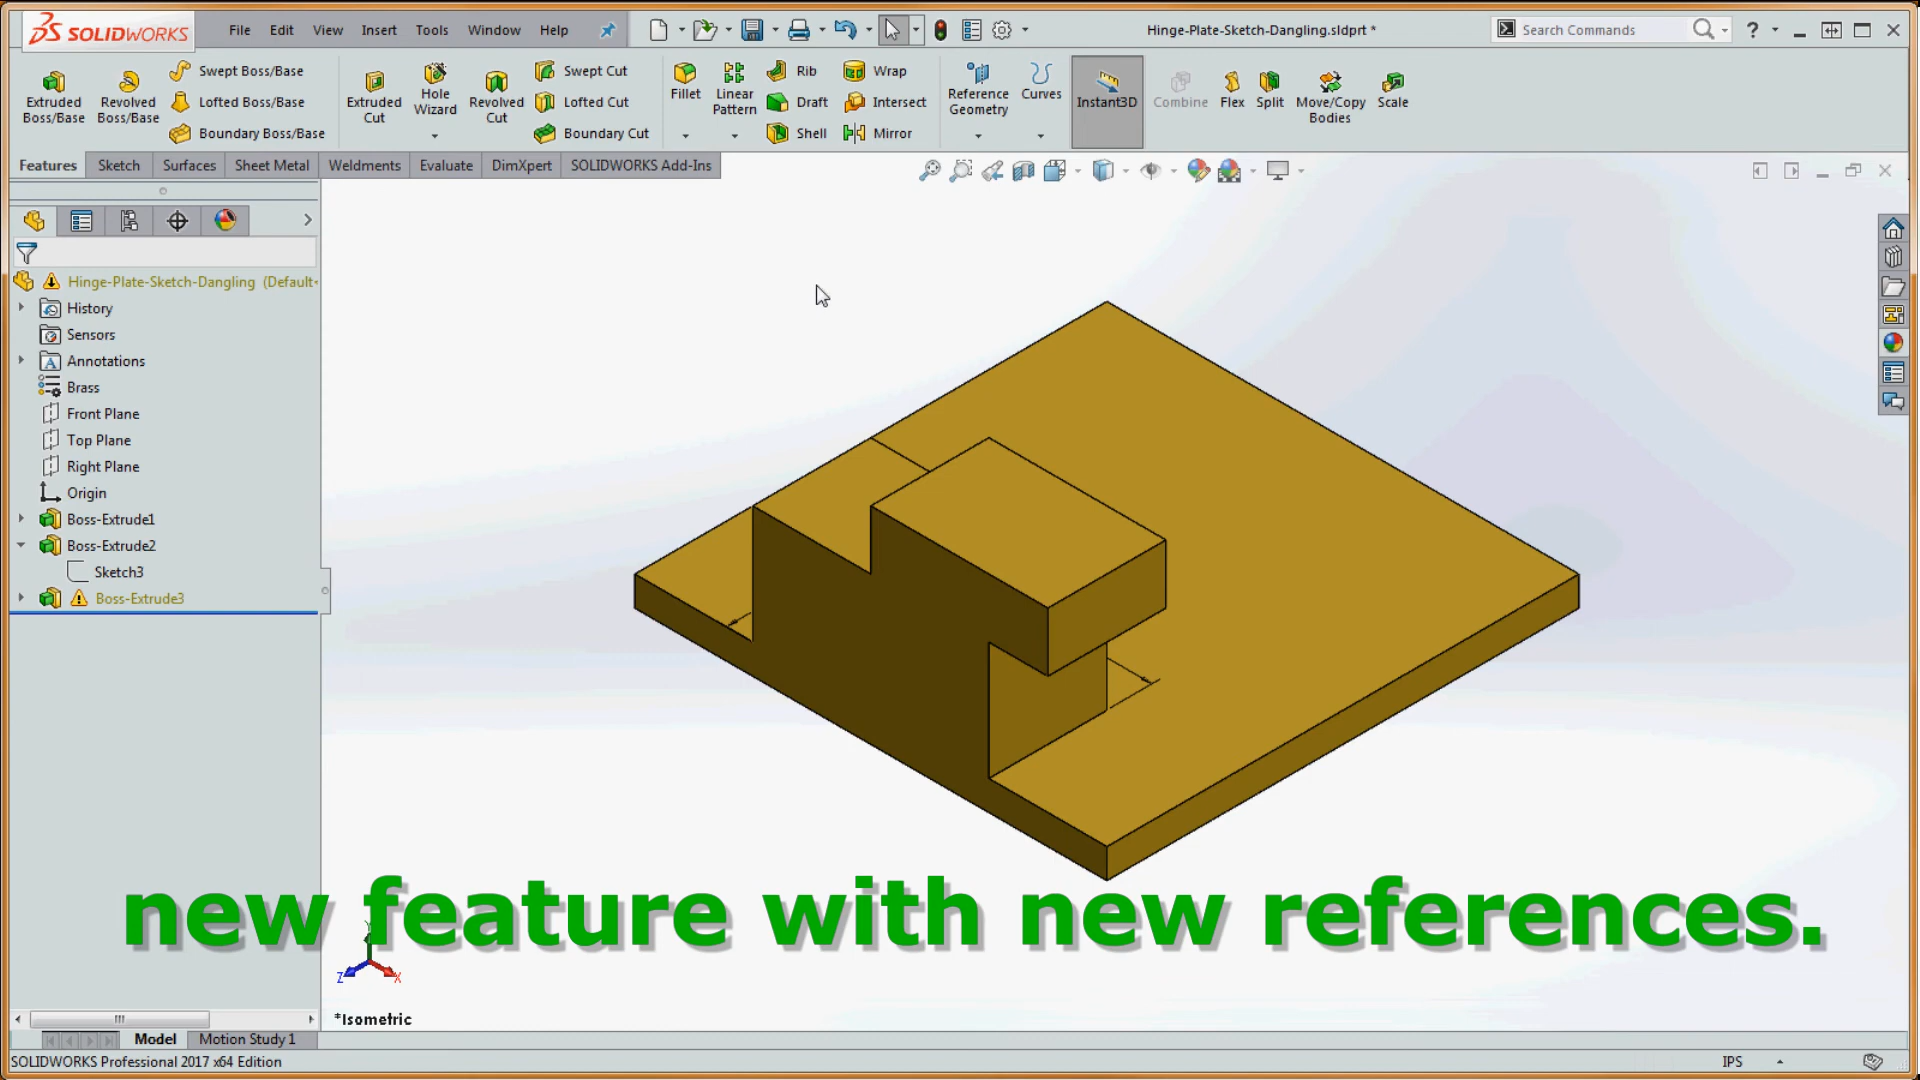 SOLIDWORKS File Edit View Insert Tools Window Help Hinge-Plate-Sketch-Dangling.sldprt * Search Commands ?
Extruded Boss/Base
Revolved Boss/Base
Swept Boss/Base
Lofted Boss/Base
Boundary Boss/Base
Extruded Cut
Hole Wizard
Revolved Cut
Swept Cut
Lofted Cut
Boundary Cut
Fillet
Linear Pattern
Rib
Draft
Shell
Wrap
Intersect
Mirror
Reference Geometry
Curves
Instant3D
Combine
Flex
Split
Move/Copy Bodies
Scale
Features Sketch Surfaces Sheet Metal Weldments Evaluate DimXpert SOLIDWORKS Add-Ins
Hinge-Plate-Sketch-Dangling (Default<
History
Sensors
A Annotations
Brass
Front Plane
Top Plane
Right Plane
Origin
Boss-Extrude1
Boss-Extrude2
Sketch3
Boss-Extrude3
new feature with new references.
Y
Z X
*Isometric
Model Motion Study 1
SOLIDWORKS Professional 2017 x64 Edition IPS